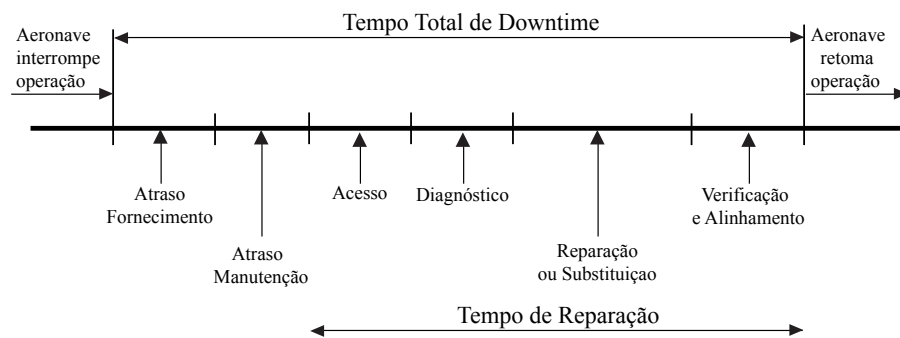 Tempo Total de Downtime
Aeronave
interrompe
operação
Aeronave
retoma
operação
Atraso
Fornecimento
Atraso
Manutenção
Acesso
Diagnóstico
Reparação
ou Substituiçao
Verificação
e Alinhamento
Tempo de Reparação